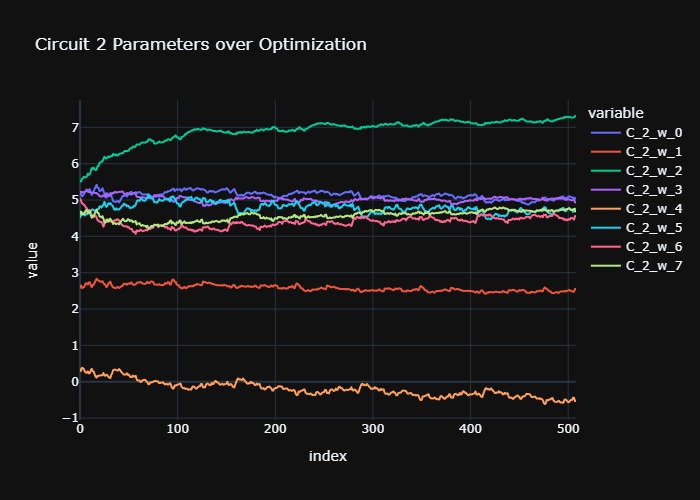 Circuit 2 Parameters over Optimization
variable
C_2_w_0
C_2_w_1
C_2_w_2
C_2_w_3
C_2_w_4
C_2_w_5
C_2_w_6
C_2_w_7
value
7
6
5
4
3
2
1
0
−1
0 100 200 300 400 500
index